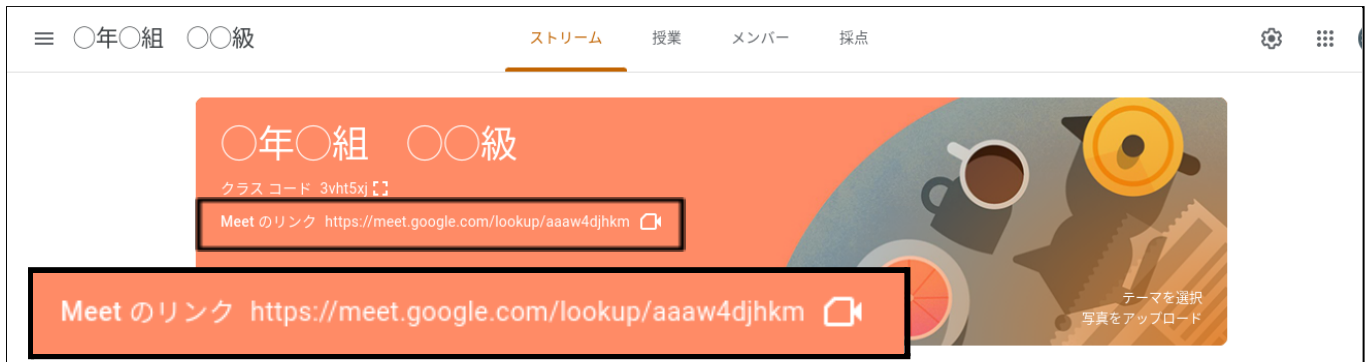 ◯年◯組　◯◯級
ストリーム 授業 メンバー 採点
◯年◯組　◯◯級
クラス コード 3vht5xj
Meet のリンク https://meet.google.com/lookup/aaaw4djhkm
Meet のリンク https://meet.google.com/lookup/aaaw4djhkm
テーマを選択
写真をアップロード